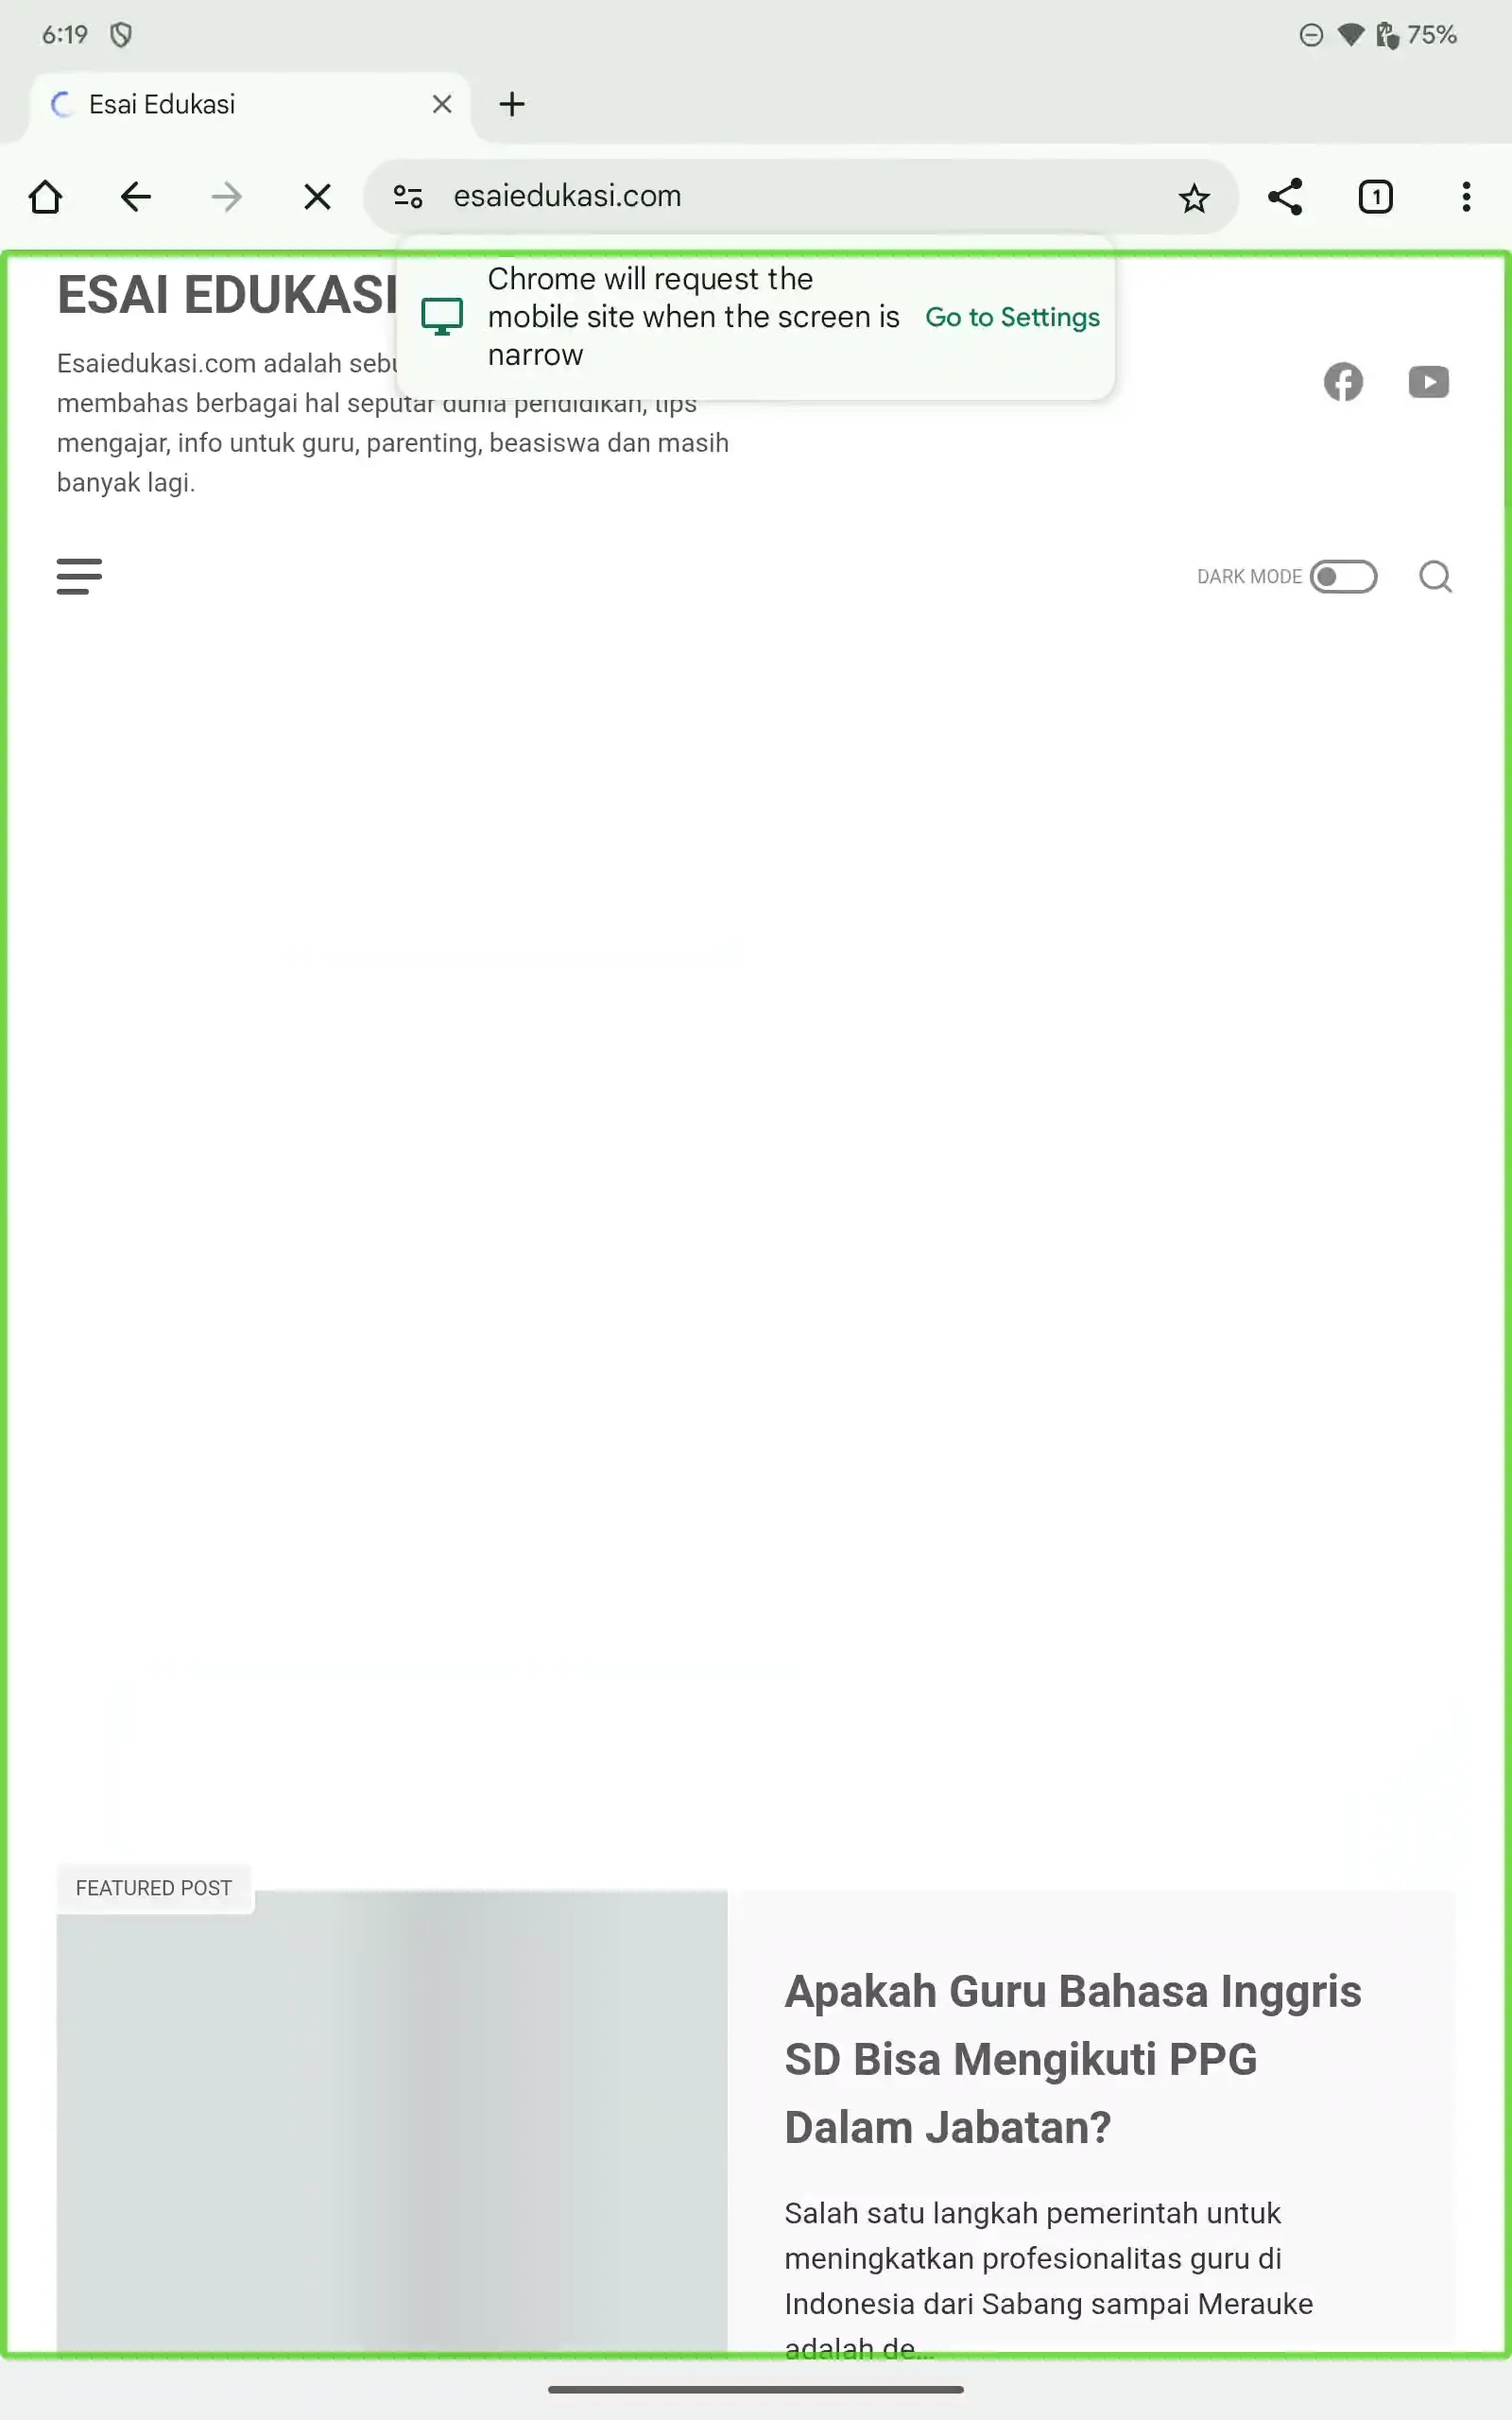 6:19
75%
Esai Edukasi
esaiedukasi.com
1
Chrome will request the
mobile site when the screen is
narrow
Go to Settings
ESAI EDUKASI
Esaiedukasi.com adalah
membahas berbagai hal seputar dunia pendidikan, tips
mengajar, info untuk guru, parenting, beasiswa dan masih
banyak lagi.
DARK MODE
FEATURED POST
Apakah Guru Bahasa Inggris
SD Bisa Mengikuti PPG
Dalam Jabatan?
Salah satu langkah pemerintah untuk
meningkatkan profesionalitas guru di
Indonesia dari Sabang sampai Merauke
adalah de...